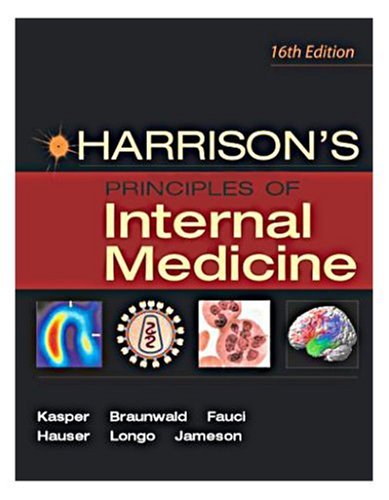 16th Edition
HARRISON'S
PRINCIPLES OF
Internal
Medicine
Kasper Braunwald Fauci
Hauser Longo Jameson